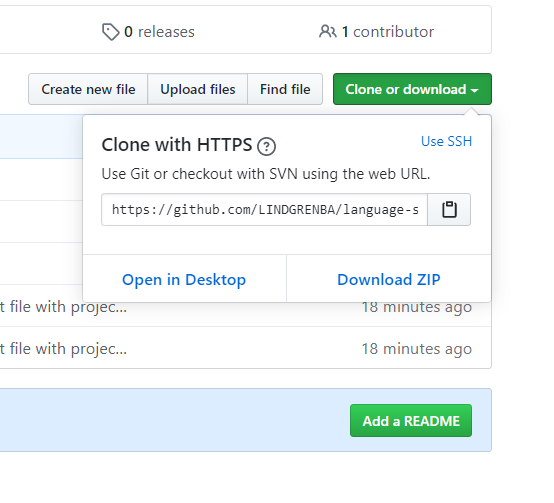 0 releases
1 contributor
Create new file
Upload files
Find file
Clone or download
Clone with HTTPS ?
Use SSH
Use Git or checkout with SVN using the web URL.
https://github.com/LINDGRENBA/language-s
Open in Desktop
Download ZIP
t file with projec...
18 minutes ago
t file with projec...
18 minutes ago
Add a README